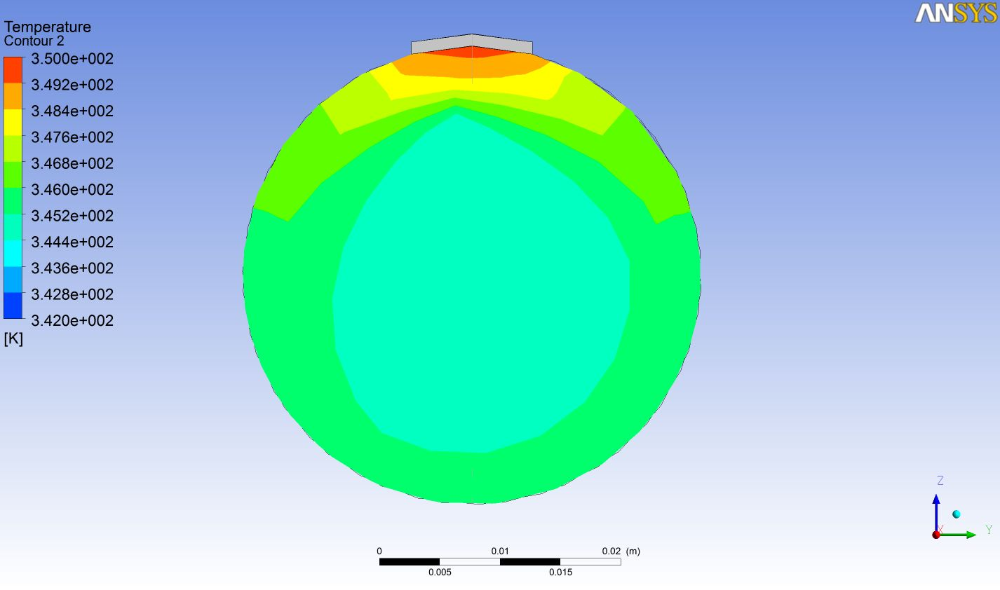 ANSYS
Temperature
Contour 2
3.500e+002
3.492e+002
3.484e+002
3.476e+002
3.468e+002
3.460e+002
3.452e+002
3.444e+002
3.436e+002
3.428e+002
3.420e+002
[K]
Z
X
Y
0 0.01 0.02 (m)
0.005 0.015